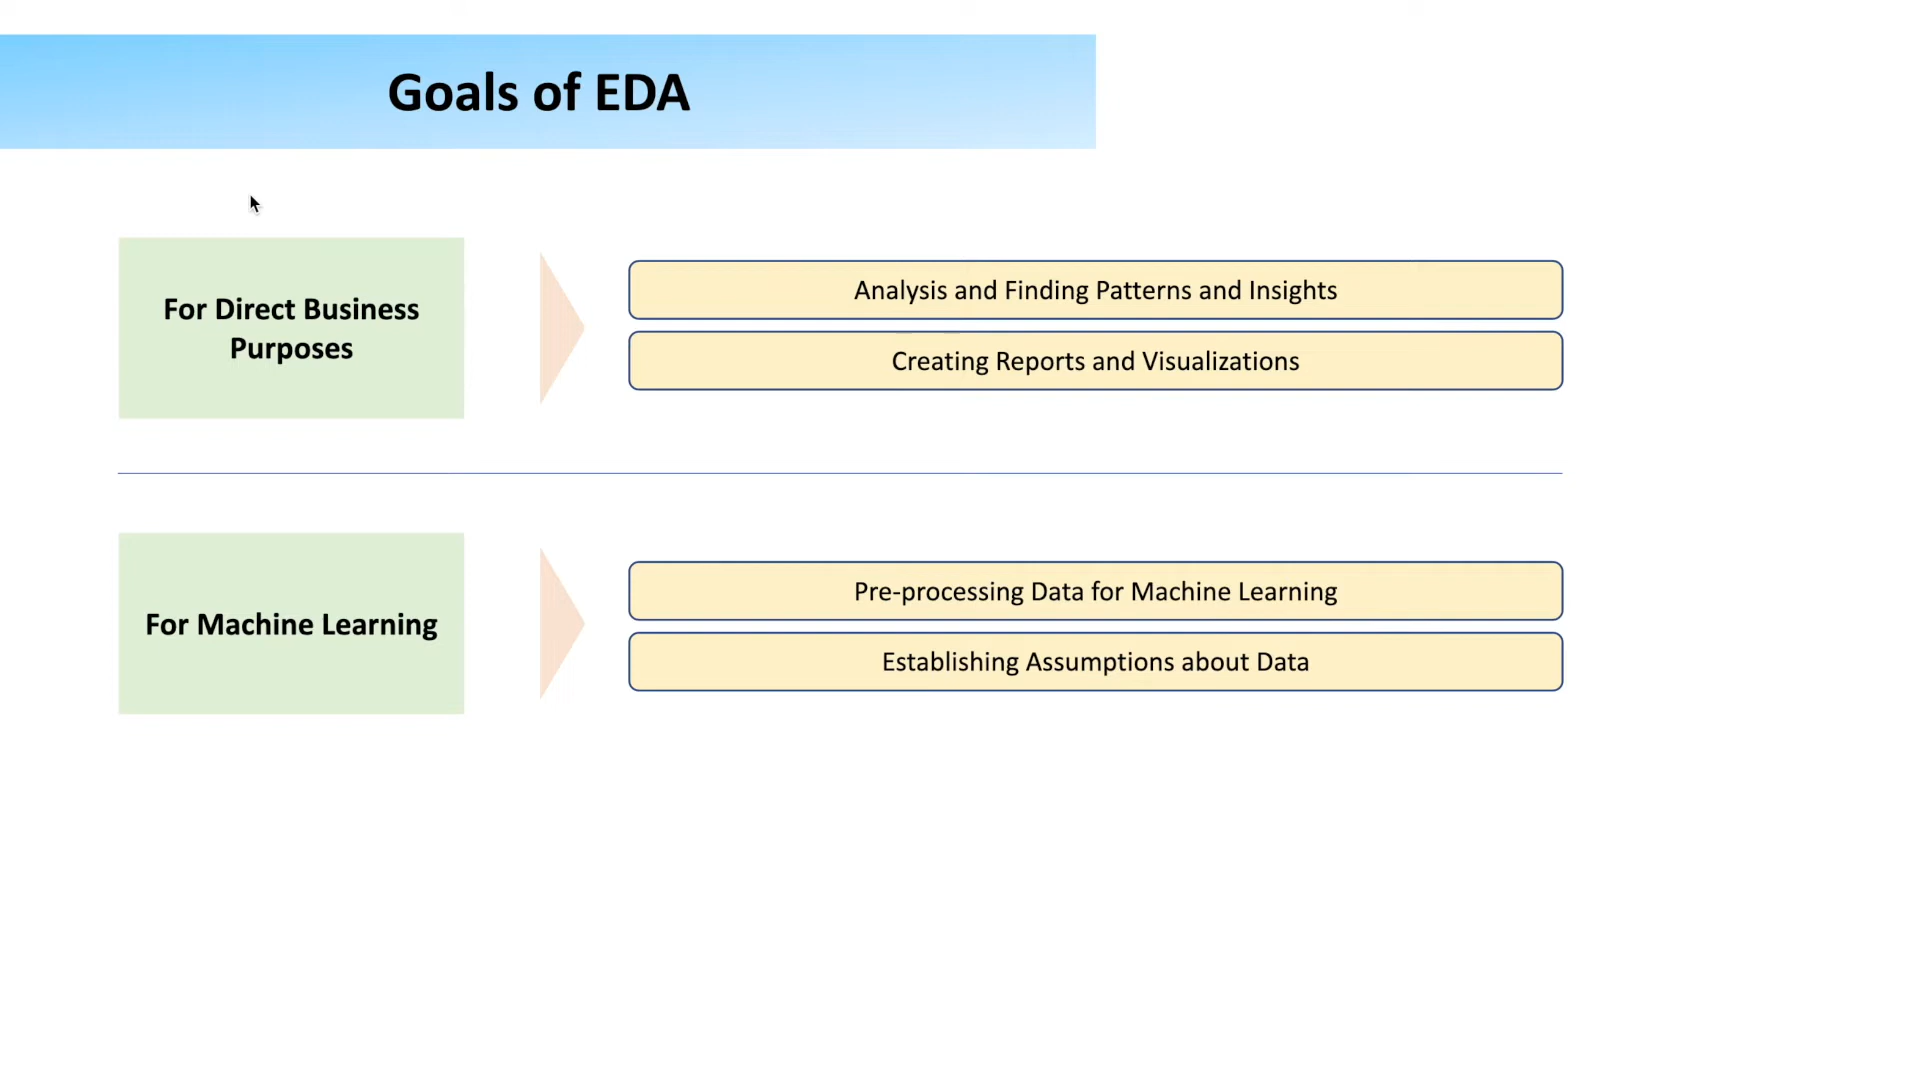 Goals of EDA
For Direct Business
Purposes
Analysis and Finding Patterns and Insights
Creating Reports and Visualizations
For Machine Learning
Pre-processing Data for Machine Learning
Establishing Assumptions about Data